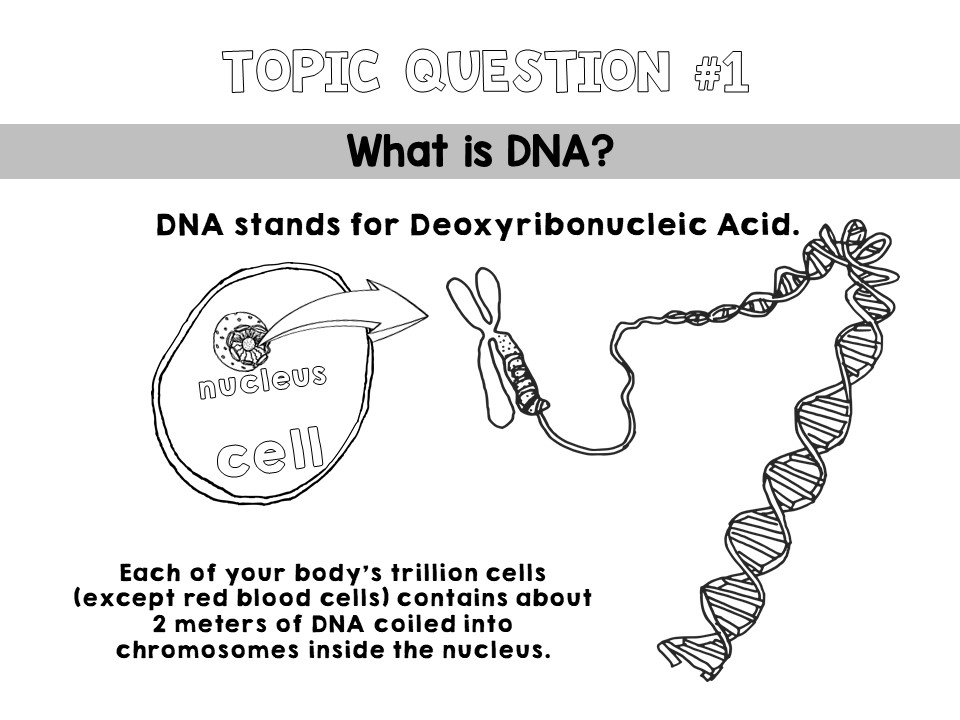 TOPIC QUESTION #1
What is DNA?
DNA stands for Deoxyribonucleic Acid.
nucleus
cell
Each of your body's trillion cells
(except red blood cells) contains about
2 meters of DNA coiled into
chromosomes inside the nucleus.